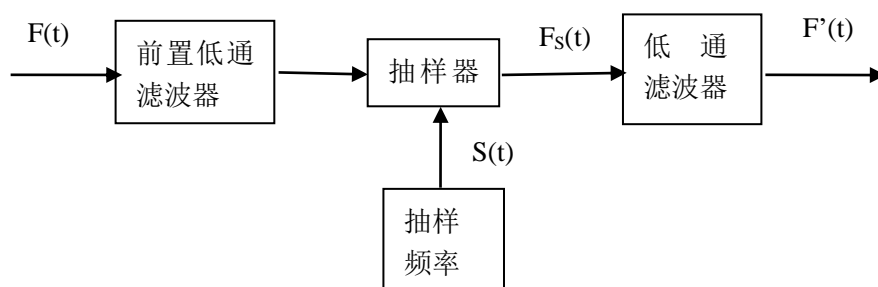 F(t)
前置低通
滤波器
抽样器
Fs(t)
低 通
滤波器
F’(t)
S(t)
抽样
频率